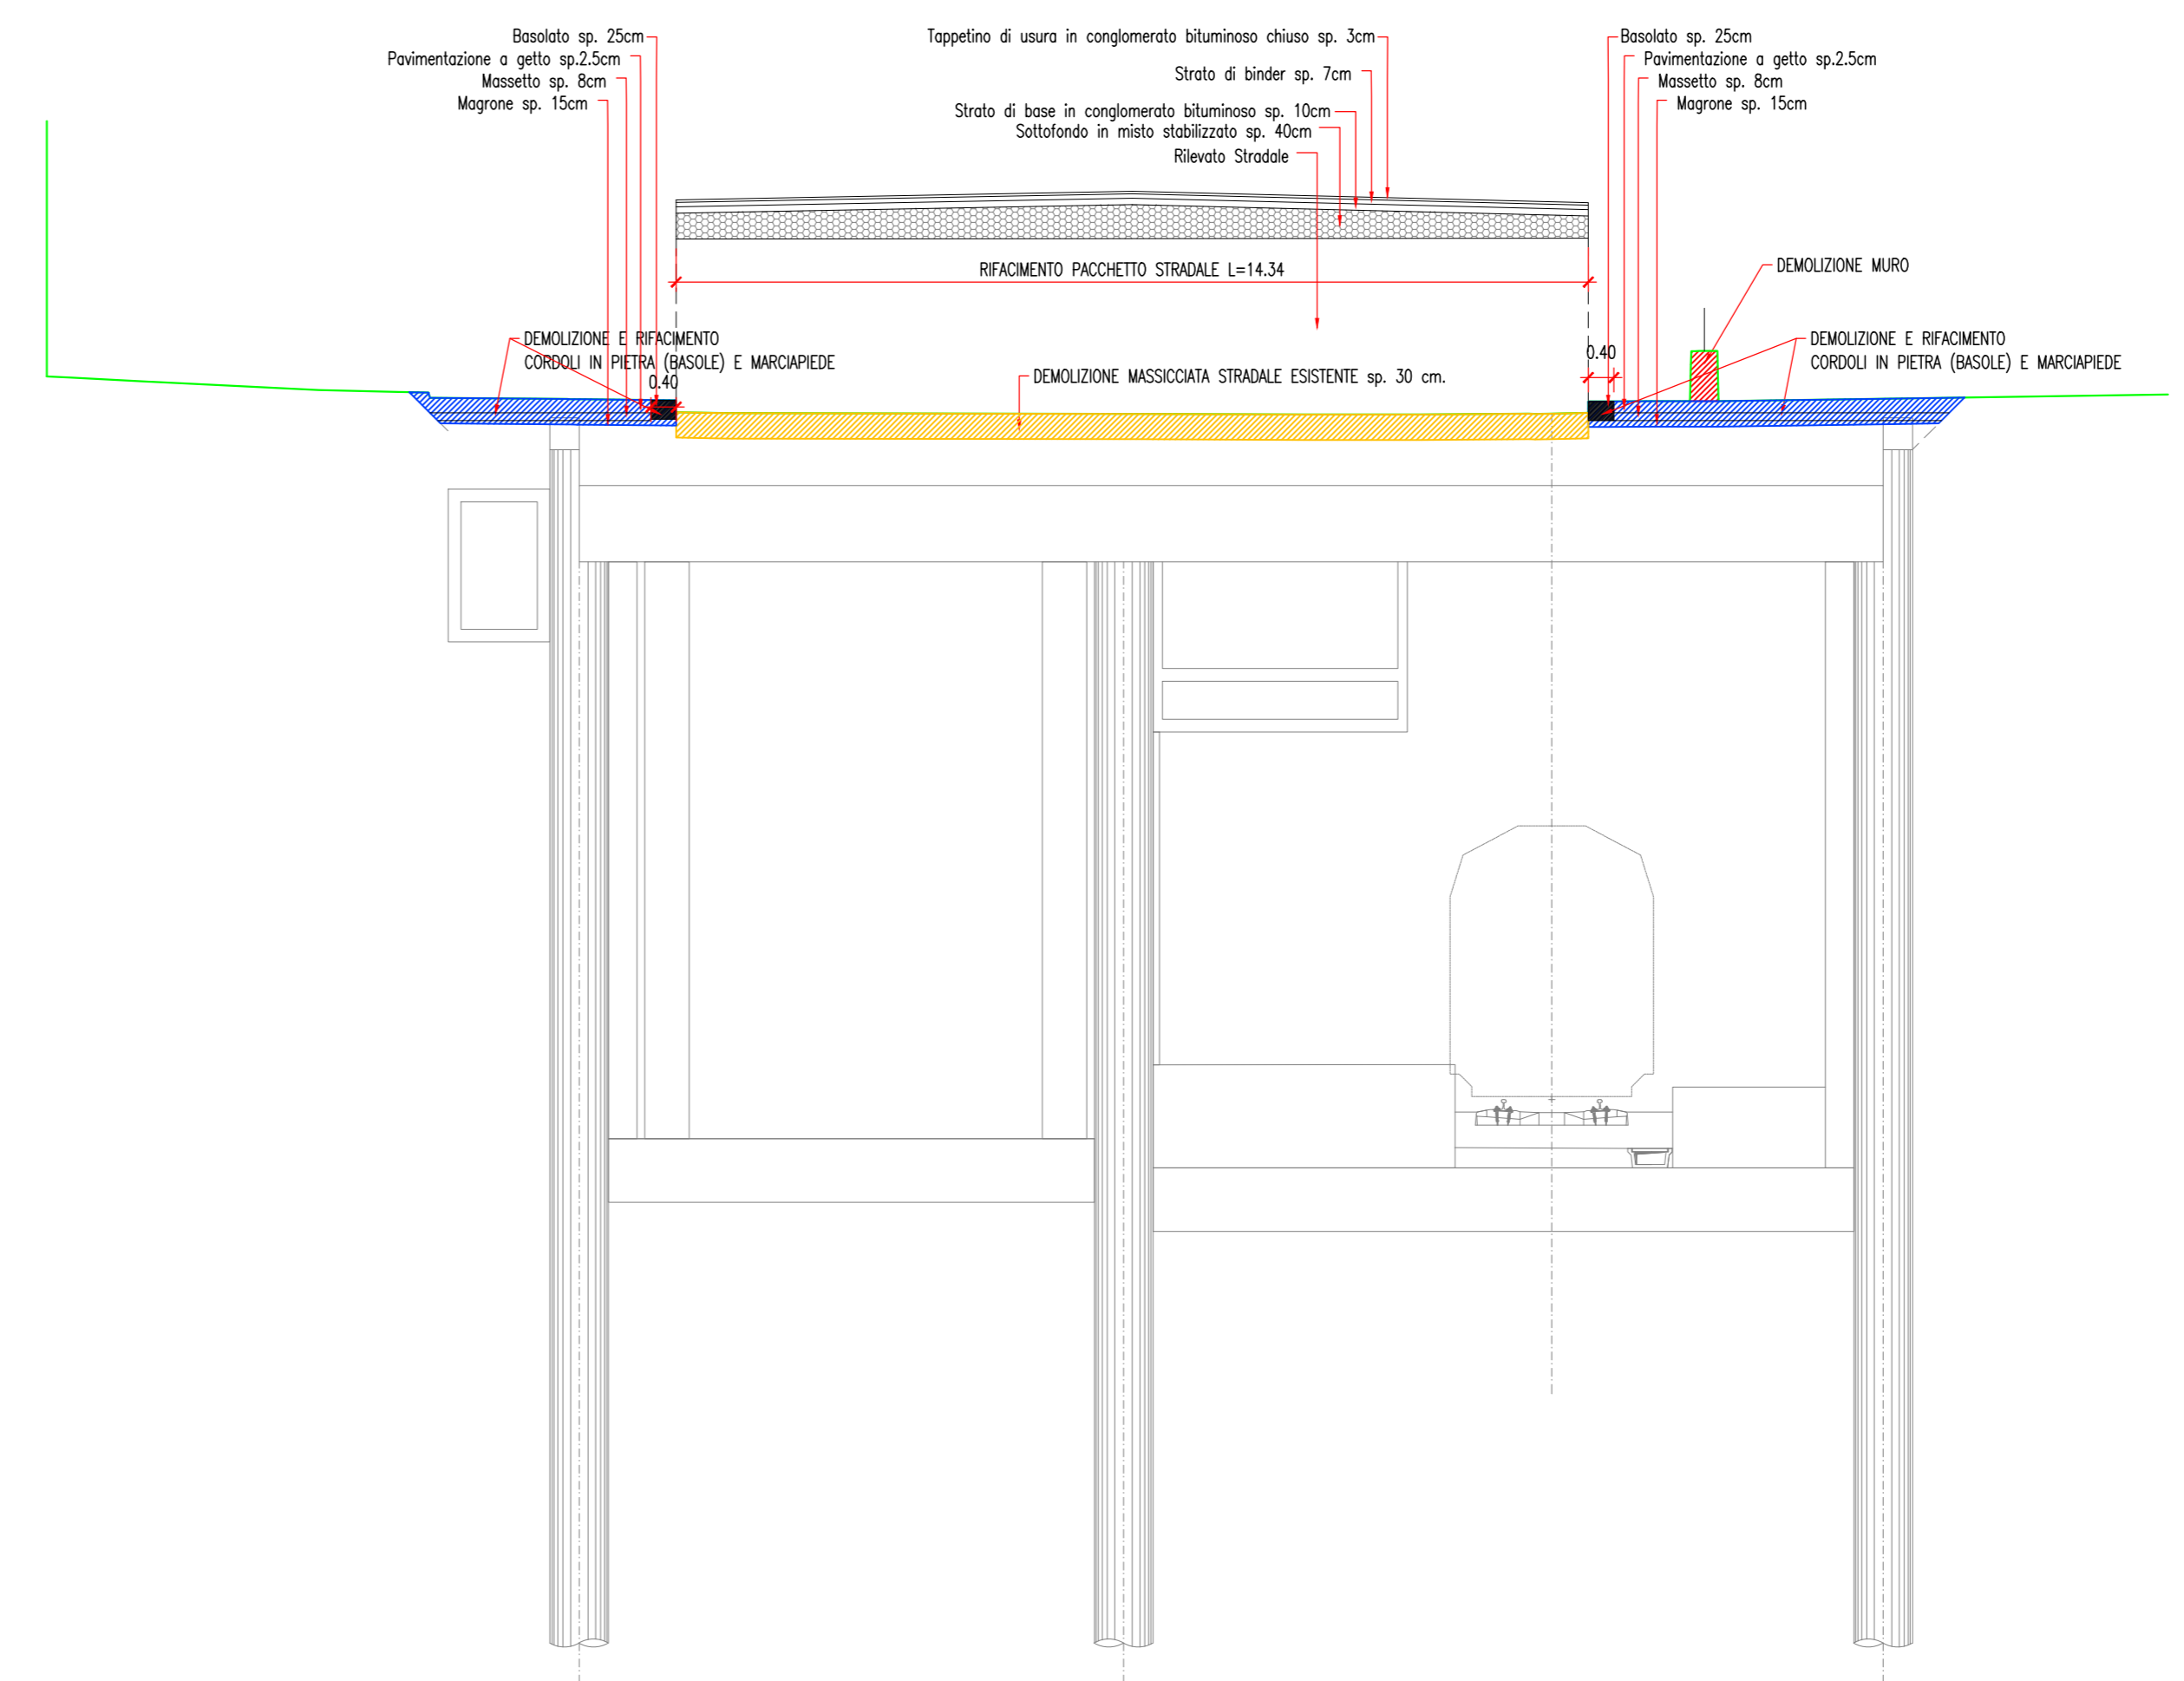 Basolato sp. 25cm
Pavimentazione a getto sp.2.5cm
Massetto sp. 8cm
Magrone sp. 15cm
Tappetino di usura in conglomerato bituminoso chiuso sp. 3cm
Strato di binder sp. 7cm
Strato di base in conglomerato bituminoso sp. 10cm
Sottofondo in misto stabilizzato sp. 40cm
Rilevato Stradale
Basolato sp. 25cm
Pavimentazione a getto sp.2.5cm
Massetto sp. 8cm
Magrone sp. 15cm
RIFACIMENTO PACCHETTO STRADALE L=14.34
DEMOLIZIONE MURO
DEMOLIZIONE E RIFACIMENTO
CORDOLI IN PIETRA (BASOLE) E MARCIAPIEDE
0.40
DEMOLIZIONE MASSICCIATA STRADALE ESISTENTE sp. 30 cm.
0.40
DEMOLIZIONE E RIFACIMENTO
CORDOLI IN PIETRA (BASOLE) E MARCIAPIEDE